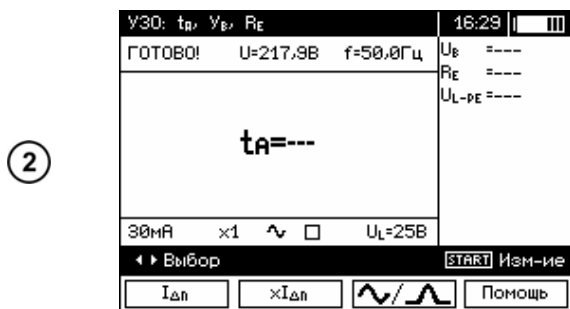 УЗО: tA, УB, RE 16:29
ГОТОВО! U=217,9В f=50,0Гц
UB =---
RE =---
UL-PE =---
tA=---
2
30мА x1 UL=25В
Выбор START Изм-ие
IΔn xIΔn / Помощь